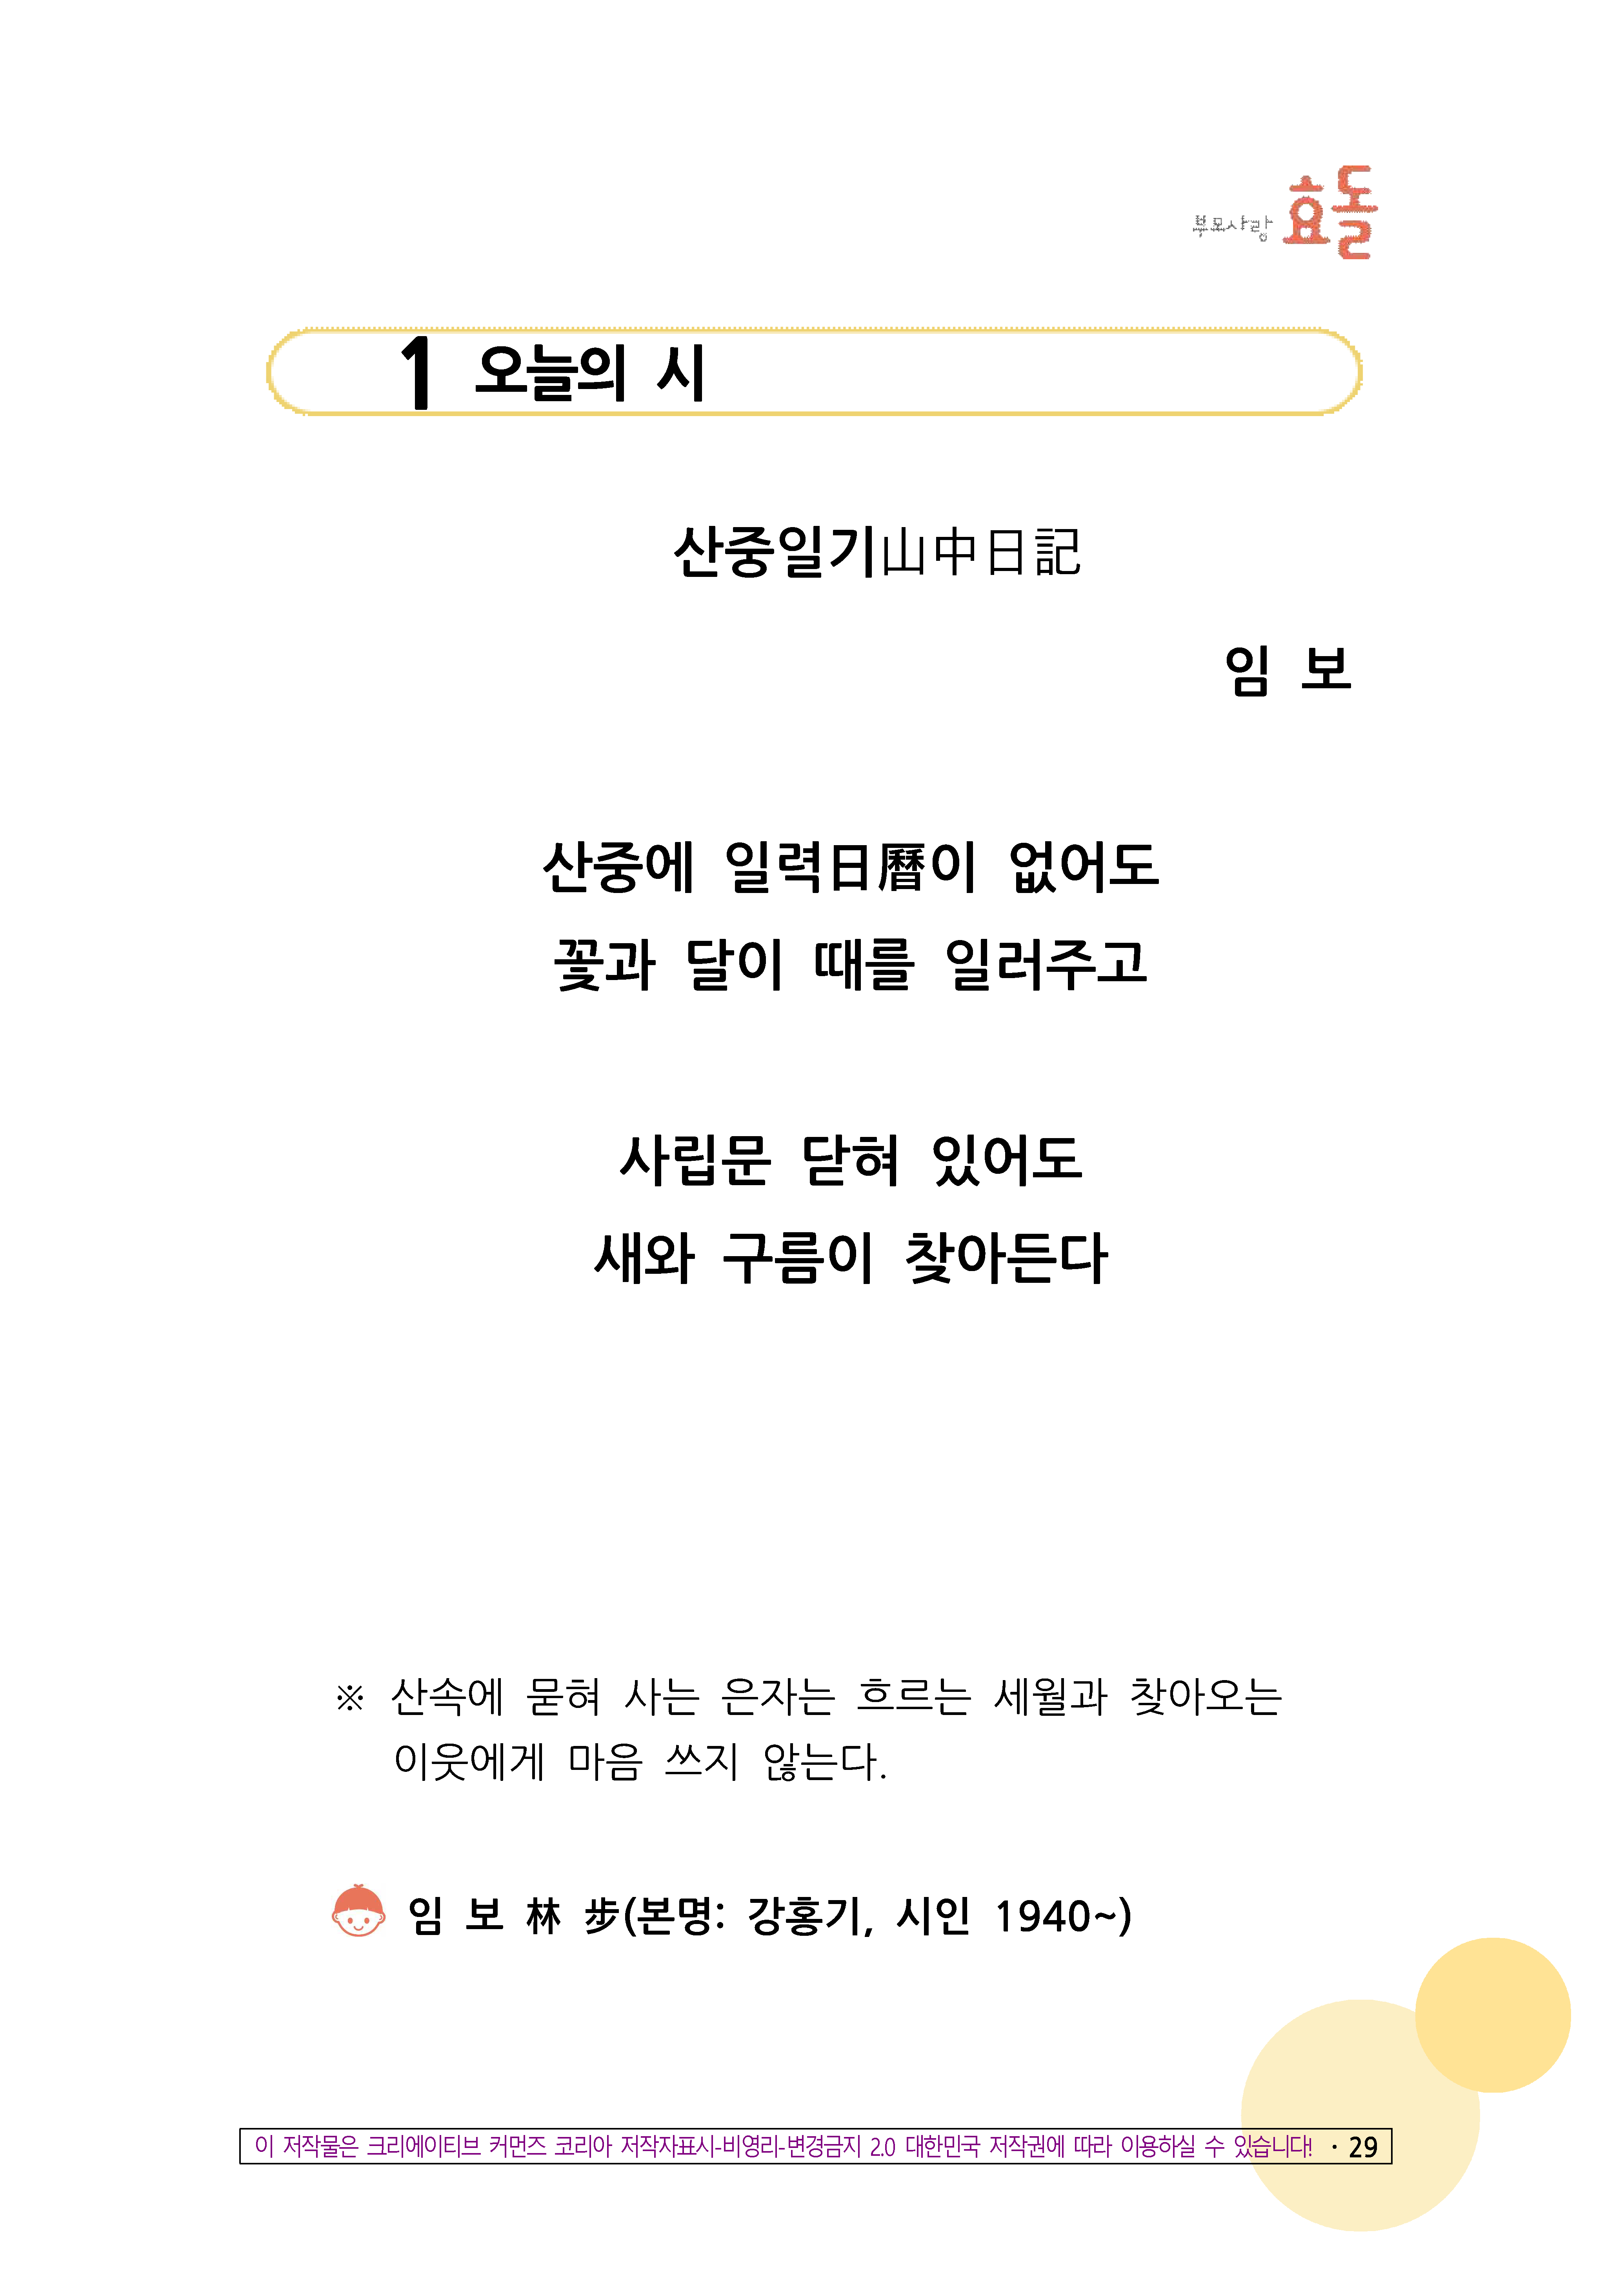 부모사랑 효돌
1 오늘의 시
산중일기山中日記
임 보
산중에 일력日曆이 없어도
꽃과 달이 때를 일러주고
사립문 닫혀 있어도
새와 구름이 찾아든다
※ 산속에 묻혀 사는 은자는 흐르는 세월과 찾아오는
이웃에게 마음 쓰지 않는다.
임 보 林 步(본명: 강홍기, 시인 1940~)
이 저작물은 크리에이티브 커먼즈 코리아 저작자표시-비영리-변경금지 2.0 대한민국 저작권에 따라 이용하실 수 있습니다! · 29